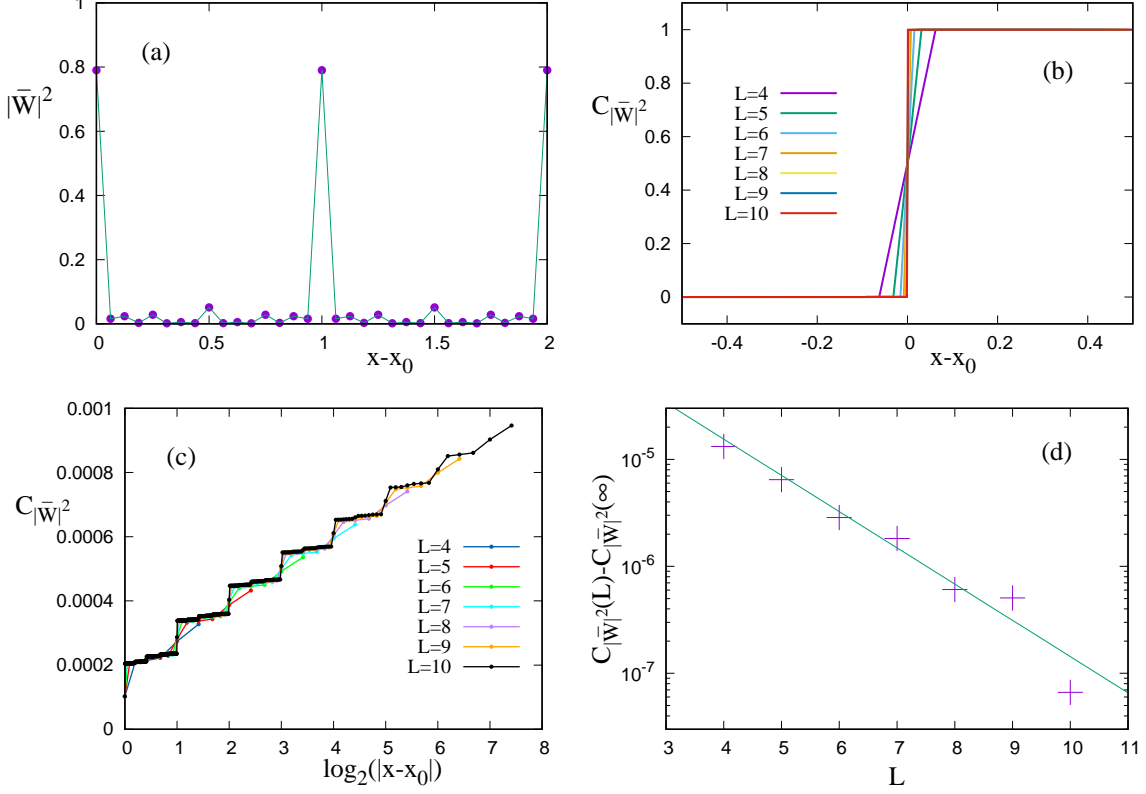 1
0.8
0.6
0.4
0.2
0
0
0.5
1
1.5
2
|W̄|²
x-x₀
(a)
1
0.8
0.6
0.4
0.2
0
-0.4
-0.2
0
0.2
0.4
C|W̄|²
x-x₀
(b)
L=4
L=5
L=6
L=7
L=8
L=9
L=10
0.001
0.0008
0.0006
0.0004
0.0002
0
0
1
2
3
4
5
6
7
8
C|W̄|²
log₂(|x-x₀|)
(c)
L=4
L=5
L=6
L=7
L=8
L=9
L=10
10⁻⁵
10⁻⁶
10⁻⁷
3
4
5
6
7
8
9
10
11
C|W̄|²(L)-C|W̄|²(∞)
L
(d)